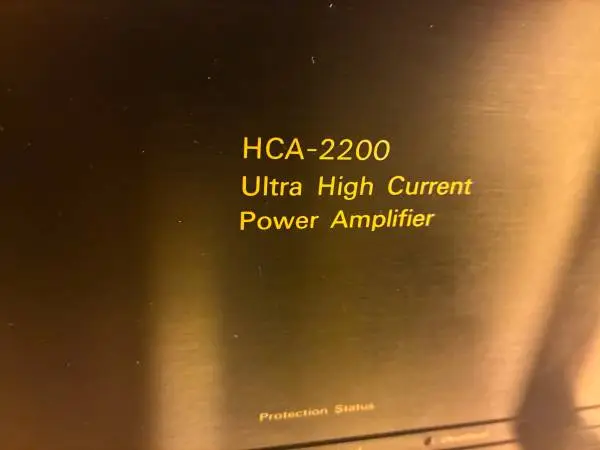 HCA-2200
Ultra High Current
Power Amplifier
Protection Status